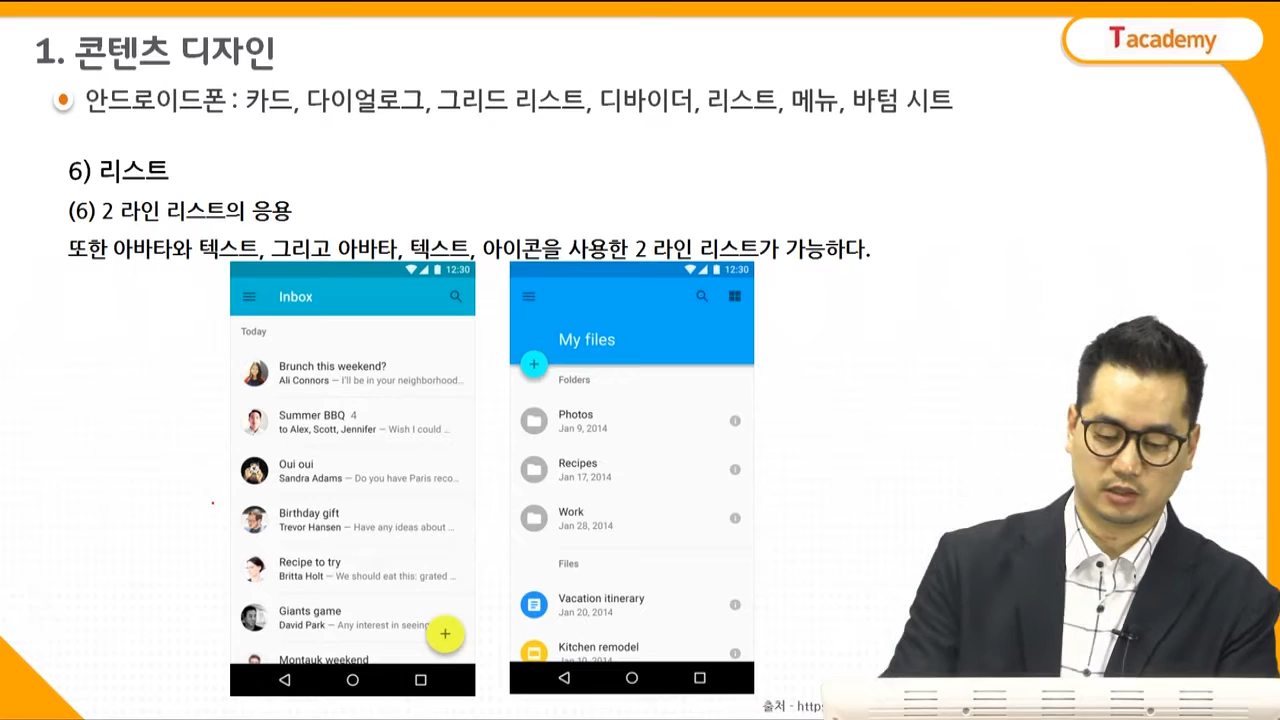 1. 콘텐츠 디자인
Tacademy
안드로이드폰 : 카드, 다이얼로그, 그리드 리스트, 디바이더, 리스트, 메뉴, 바텀 시트
6) 리스트
(6) 2 라인 리스트의 응용
또한 아바타와 텍스트, 그리고 아바타, 텍스트, 아이콘을 사용한 2 라인 리스트가 가능하다.
12:30
Inbox
Today
Brunch this weekend?
Ali Connors — I'll be in your neighborhood...
Summer BBQ 4
to Alex, Scott, Jennifer — Wish I could ...
Oui oui
Sandra Adams — Do you have Paris reco...
Birthday gift
Trevor Hansen — Have any ideas about ...
Recipe to try
Britta Holt — We should eat this: grated ...
Giants game
David Park — Any interest in seeing
+
Montauk weekend
12:30
My files
+
Folders
Photos
Jan 9, 2014
Recipes
Jan 17, 2014
Work
Jan 28, 2014
Files
Vacation itinerary
Jan 20, 2014
Kitchen remodel
Jan 10, 2014
출처 - https